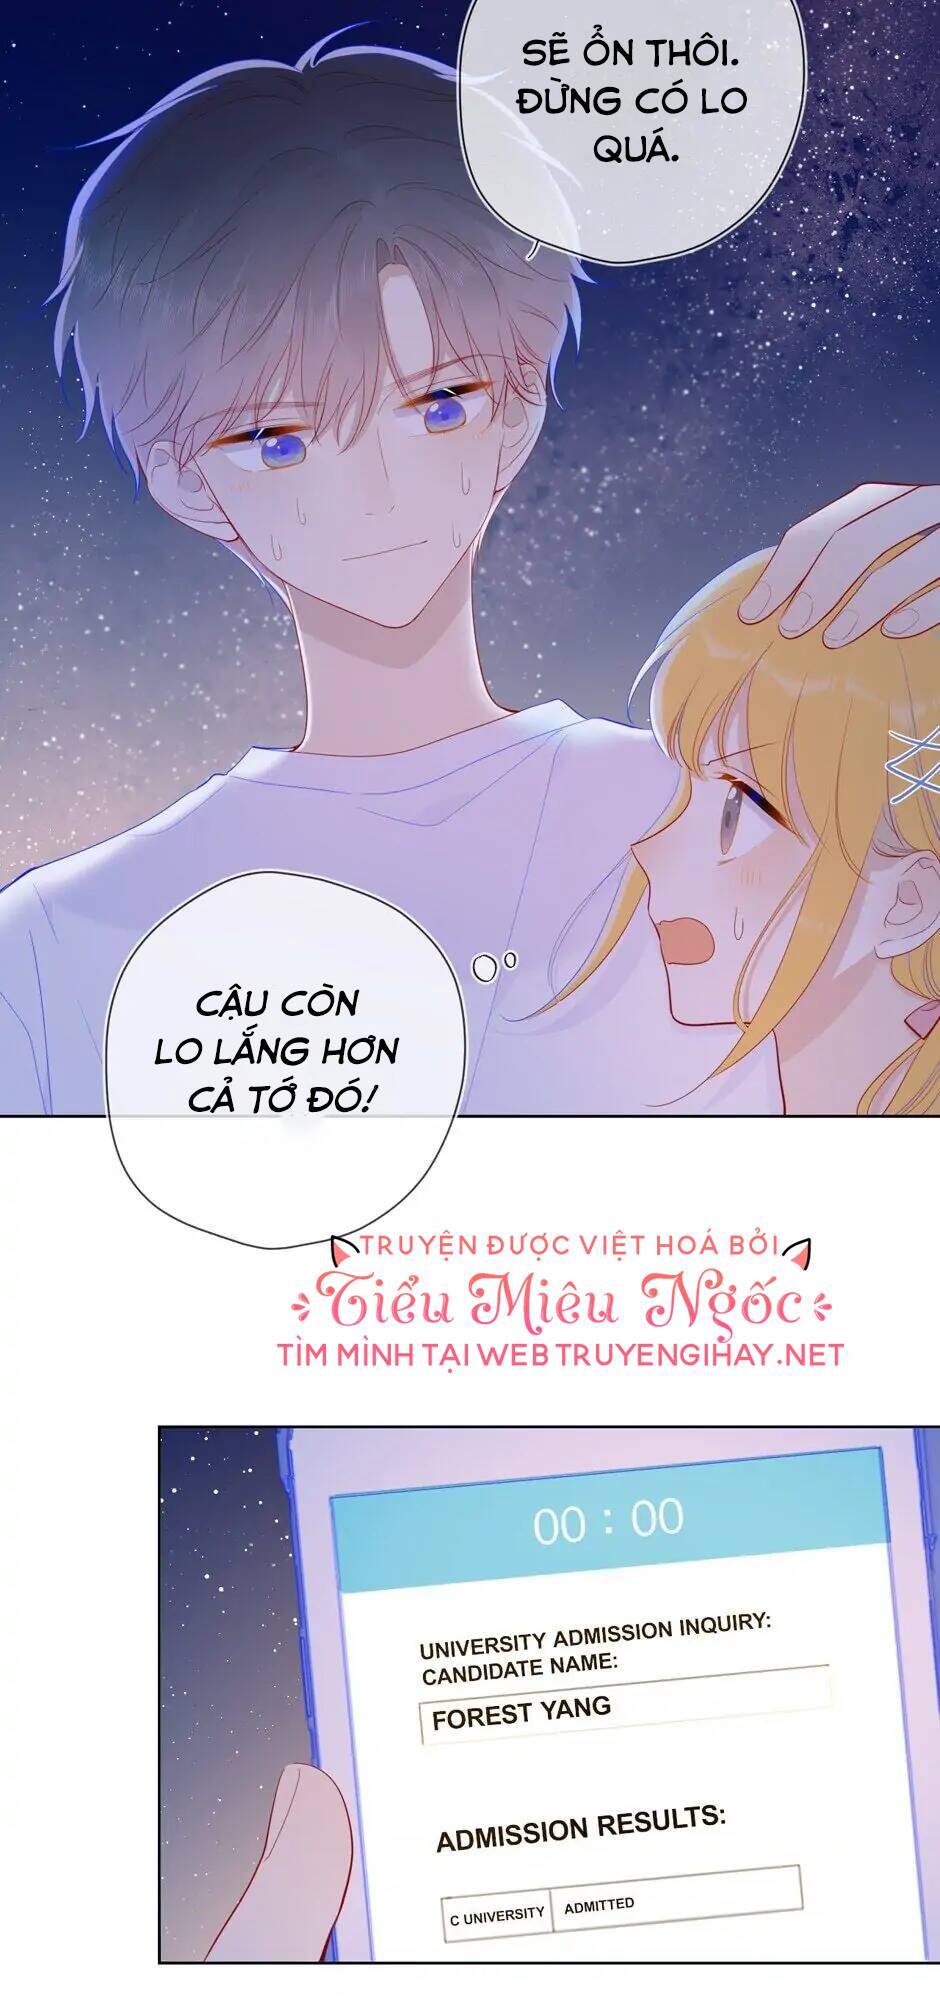 SẼ ỔN THÔI.
ĐỪNG CÓ LO
QUÁ.
CẬU CÒN
LO LẮNG HƠN
CẢ TỚ ĐÓ!
TRUYỆN ĐƯỢC VIỆT HOÁ BỞI
Tiểu Miêu Ngốc
TÌM MÌNH TẠI WEB TRUYENGIHAY.NET
00 : 00
UNIVERSITY ADMISSION INQUIRY:
CANDIDATE NAME:
FOREST YANG
ADMISSION RESULTS:
C UNIVERSITY ADMITTED